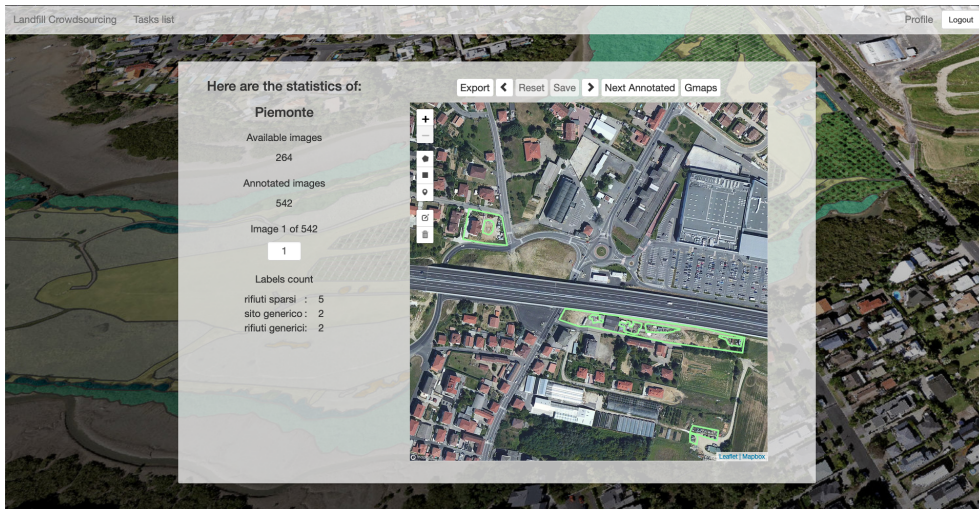 Landfill Crowdsourcing Tasks list Profile Logout
Here are the statistics of:
Piemonte
Available images
264
Annotated images
542
Image 1 of 542
1
Labels count
rifiuti sparsi : 5
sito generico : 2
rifiuti generici: 2
Export Reset Save Next Annotated Gmaps
Leaflet | Mapbox